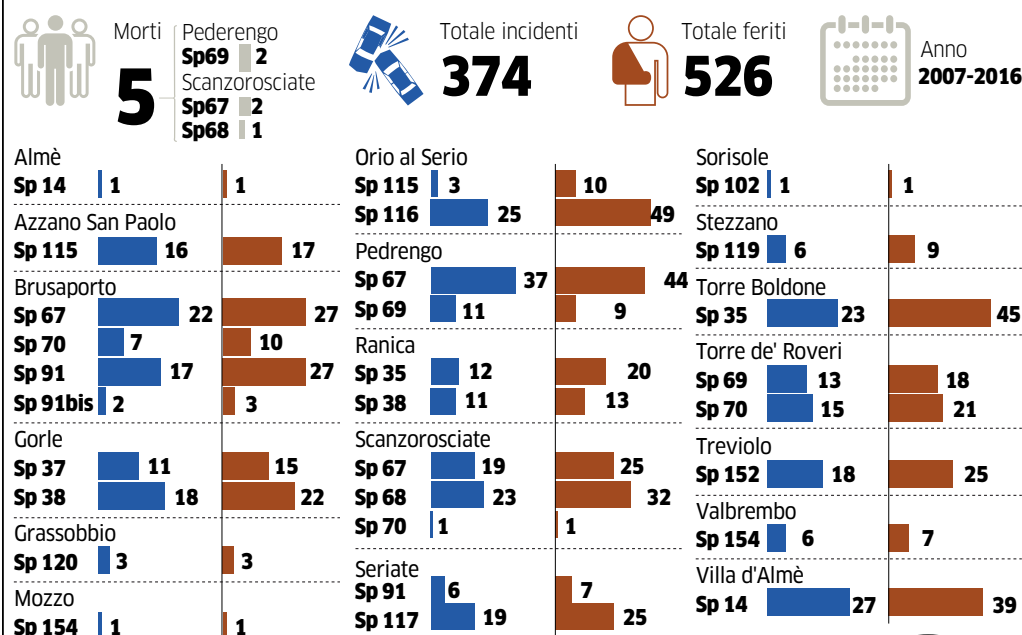 Morti
5
Pederengo
Sp69 2
Scanzorosciate
Sp67 2
Sp68 1
Totale incidenti
374
Totale feriti
526
Anno
2007-2016
Almè
Sp 14 1 1
Azzano San Paolo
Sp 115 16 17
Brusaporto
Sp 67 22 27
Sp 70 7 10
Sp 91 17 27
Sp 91bis 2 3
Gorle
Sp 37 11 15
Sp 38 18 22
Grassobbio
Sp 120 3 3
Mozzo
Sp 154 1 1
Orio al Serio
Sp 115 3 10
Sp 116 25 49
Pedrengo
Sp 67 37 44
Sp 69 11 9
Ranica
Sp 35 12 20
Sp 38 11 13
Scanzorosciate
Sp 67 19 25
Sp 68 23 32
Sp 70 1 1
Seriate
Sp 91 6 7
Sp 117 19 25
Sorisole
Sp 102 1 1
Stezzano
Sp 119 6 9
Torre Boldone
Sp 35 23 45
Torre de' Roveri
Sp 69 13 18
Sp 70 15 21
Treviolo
Sp 152 18 25
Valbrembo
Sp 154 6 7
Villa d'Almè
Sp 14 27 39